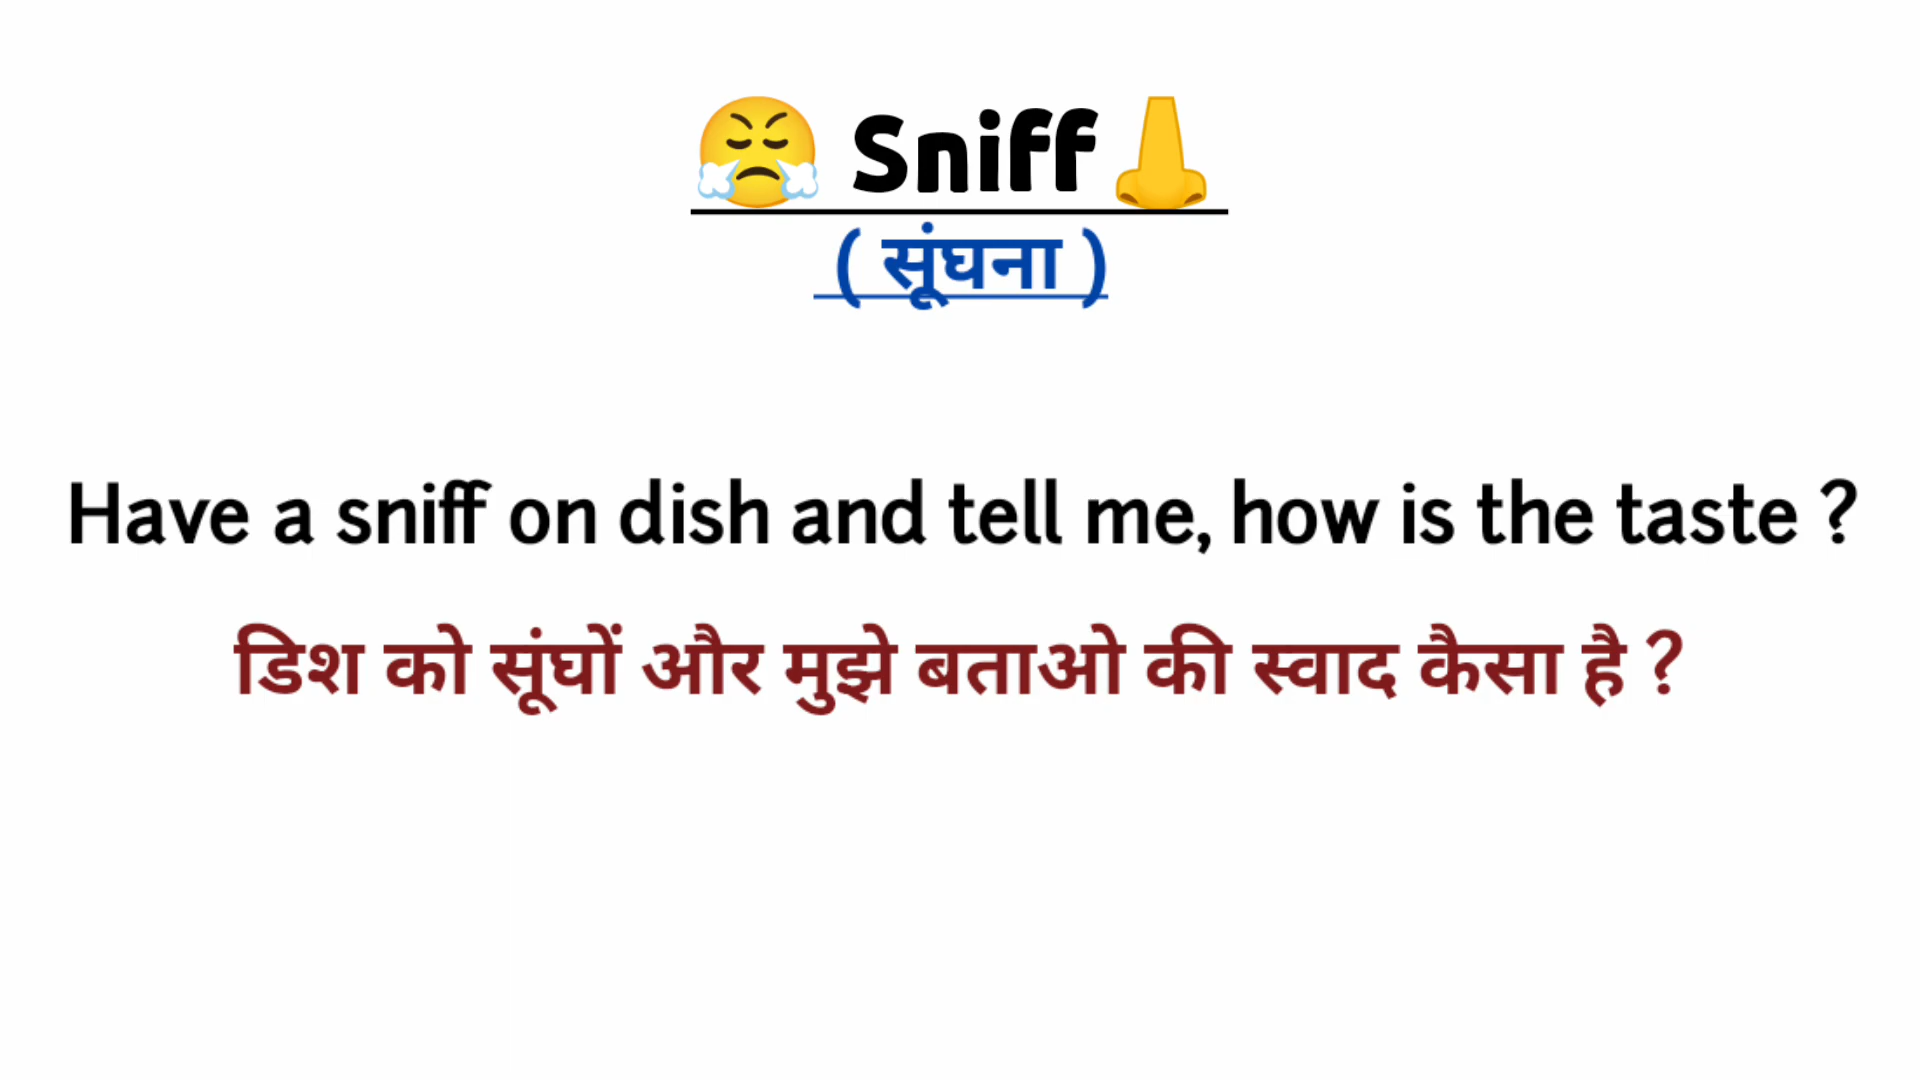 😤 Sniff👃
( सूंघना )
Have a sniff on dish and tell me, how is the taste ?
डिश को सूंघों और मुझे बताओ की स्वाद कैसा है ?